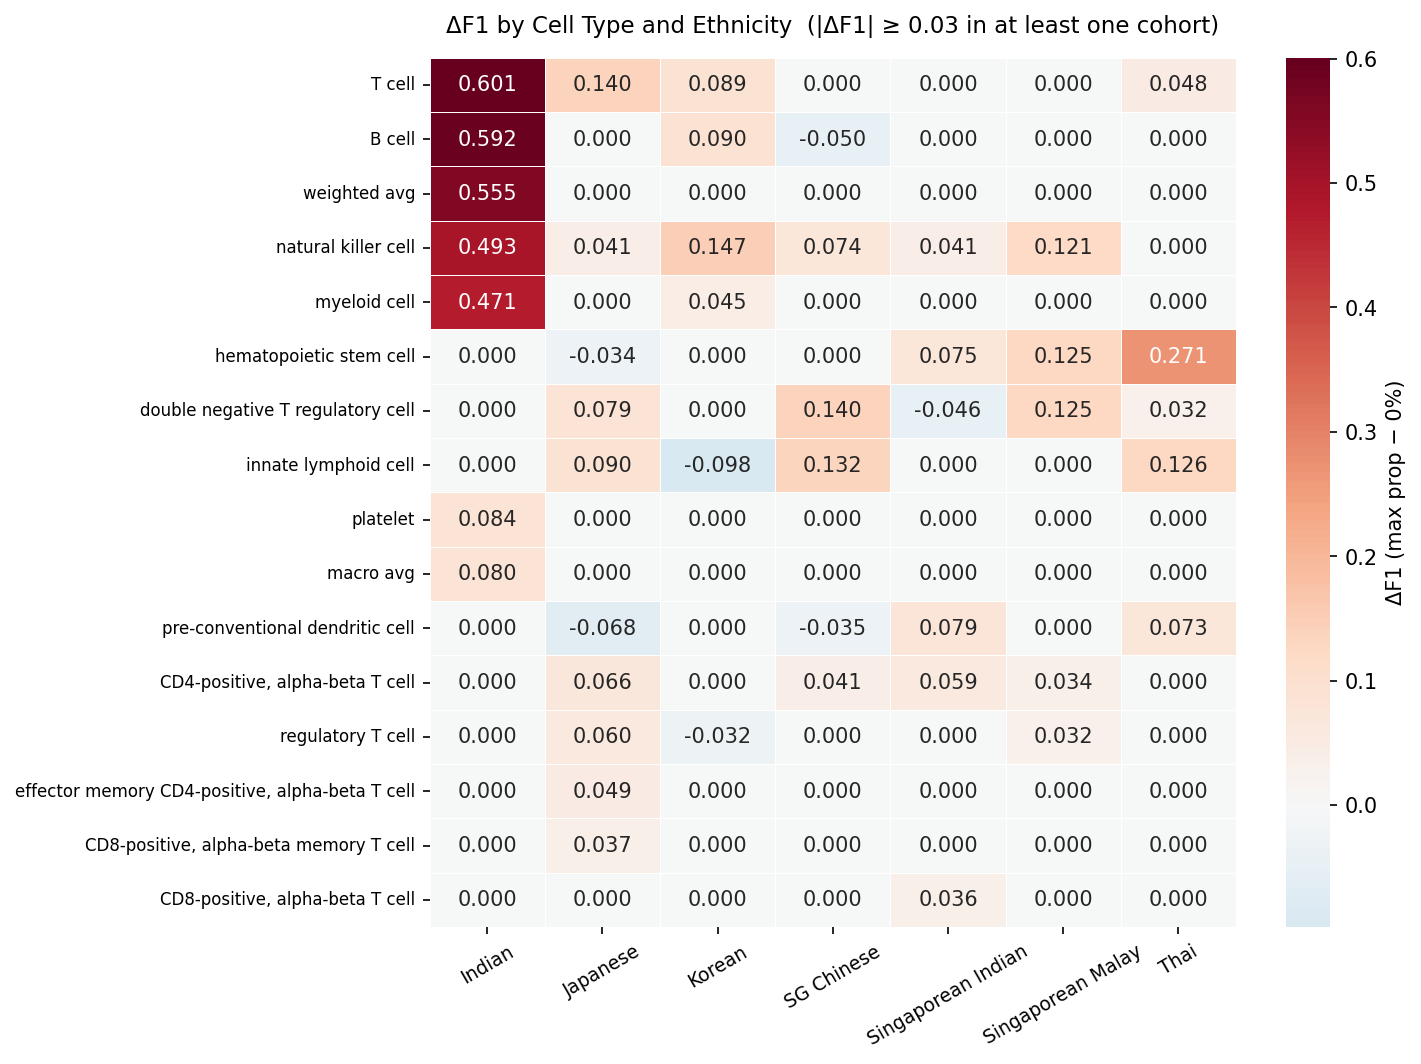 ΔF1 by Cell Type and Ethnicity  (|ΔF1| ≥ 0.03 in at least one cohort)
T cell 0.601 0.140 0.089 0.000 0.000 0.000 0.048
B cell 0.592 0.000 0.090 -0.050 0.000 0.000 0.000
weighted avg 0.555 0.000 0.000 0.000 0.000 0.000 0.000
natural killer cell 0.493 0.041 0.147 0.074 0.041 0.121 0.000
myeloid cell 0.471 0.000 0.045 0.000 0.000 0.000 0.000
hematopoietic stem cell 0.000 -0.034 0.000 0.000 0.075 0.125 0.271
double negative T regulatory cell 0.000 0.079 0.000 0.140 -0.046 0.125 0.032
innate lymphoid cell 0.000 0.090 -0.098 0.132 0.000 0.000 0.126
platelet 0.084 0.000 0.000 0.000 0.000 0.000 0.000
macro avg 0.080 0.000 0.000 0.000 0.000 0.000 0.000
pre-conventional dendritic cell 0.000 -0.068 0.000 -0.035 0.079 0.000 0.073
CD4-positive, alpha-beta T cell 0.000 0.066 0.000 0.041 0.059 0.034 0.000
regulatory T cell 0.000 0.060 -0.032 0.000 0.000 0.032 0.000
effector memory CD4-positive, alpha-beta T cell 0.000 0.049 0.000 0.000 0.000 0.000 0.000
CD8-positive, alpha-beta memory T cell 0.000 0.037 0.000 0.000 0.000 0.000 0.000
CD8-positive, alpha-beta T cell 0.000 0.000 0.000 0.000 0.036 0.000 0.000
Indian Japanese Korean SG Chinese Singaporean Indian Singaporean Malay Thai
0.6
0.5
0.4
0.3
0.2
0.1
0.0
ΔF1 (max prop − 0%)